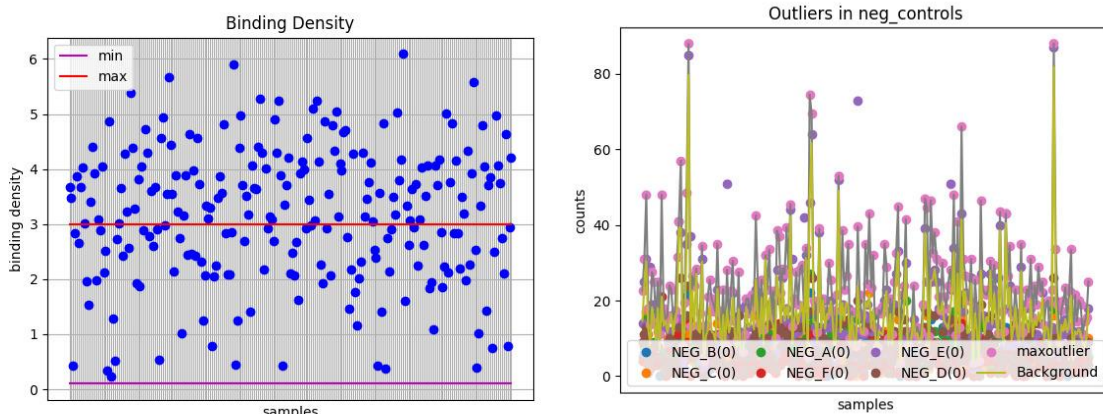 Binding Density
min
max
6
5
4
3
2
1
0
binding density
samples
Outliers in neg_controls
80
60
40
20
0
counts
NEG_B(0) NEG_A(0) NEG_E(0) maxoutlier
NEG_C(0) NEG_F(0) NEG_D(0) Background
samples